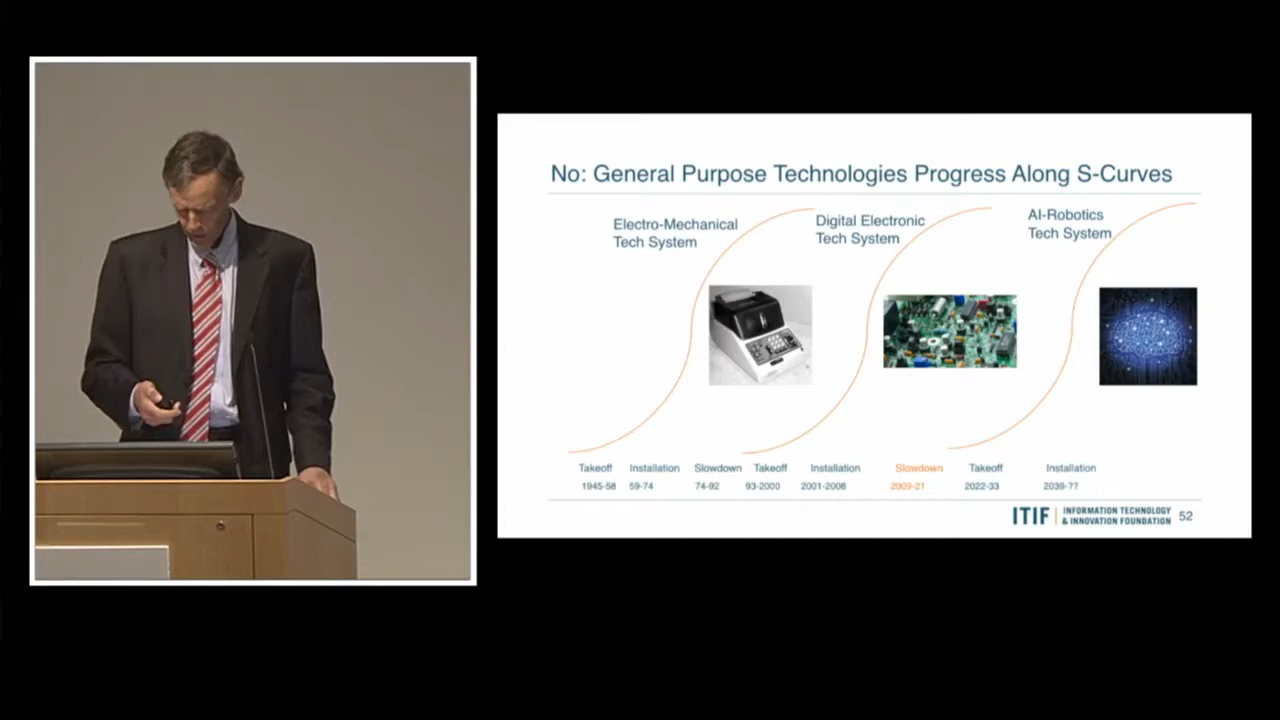 No: General Purpose Technologies Progress Along S-Curves
Electro-Mechanical
Tech System
Digital Electronic
Tech System
AI-Robotics
Tech System
Takeoff Installation Slowdown Takeoff Installation Slowdown Takeoff Installation
1945-58 59-74 74-92 93-2000 2001-2008 2009-21 2022-33 2039-??
ITIF INFORMATION TECHNOLOGY
& INNOVATION FOUNDATION 52